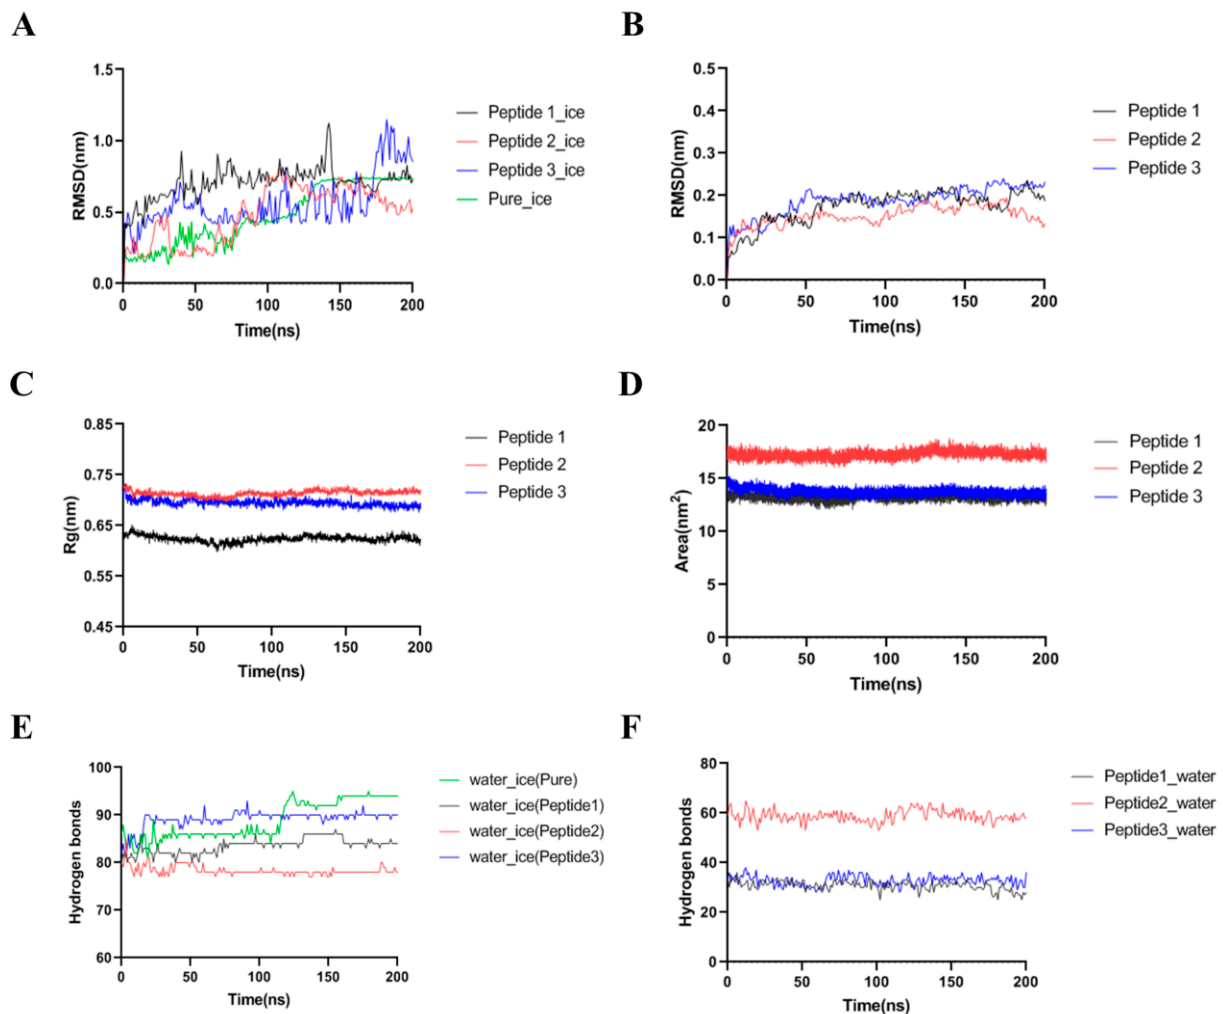 A
RMSD(nm)
1.5
1.0
0.5
0.0
0 50 100 150 200
Time(ns)
Peptide 1_ice
Peptide 2_ice
Peptide 3_ice
Pure_ice
B
RMSD(nm)
0.5
0.4
0.3
0.2
0.1
0.0
0 50 100 150 200
Time(ns)
Peptide 1
Peptide 2
Peptide 3
C
Rg(nm)
0.85
0.75
0.65
0.55
0.45
0 50 100 150 200
Time(ns)
Peptide 1
Peptide 2
Peptide 3
D
Area(nm²)
20
15
10
5
0
0 50 100 150 200
Time(ns)
Peptide 1
Peptide 2
Peptide 3
E
Hydrogen bonds
100
90
80
70
60
0 50 100 150 200
Time(ns)
water_ice(Pure)
water_ice(Peptide1)
water_ice(Peptide2)
water_ice(Peptide3)
F
Hydrogen bonds
80
60
40
20
0
0 50 100 150 200
Time(ns)
Peptide1_water
Peptide2_water
Peptide3_water